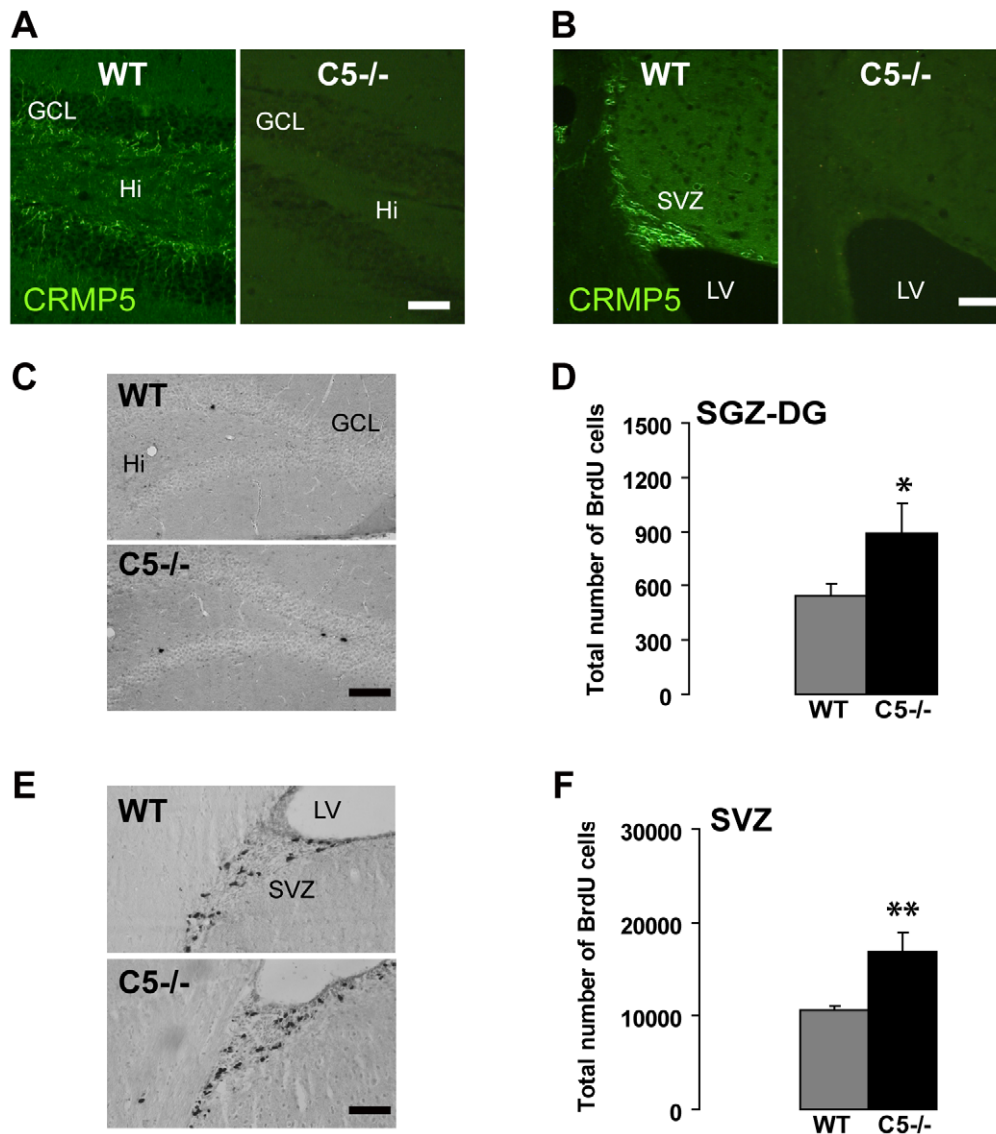 A
WT
C5-/-
GCL
GCL
Hi
Hi
CRMP5
B
WT
C5-/-
SVZ
LV
LV
CRMP5
C
WT
GCL
Hi
C5-/-
D
SGZ-DG
Total number of BrdU cells
1500
1200
900
600
300
0
*
WT C5-/-
E
WT
LV
SVZ
C5-/-
F
SVZ
Total number of BrdU cells
30000
20000
10000
0
**
WT C5-/-